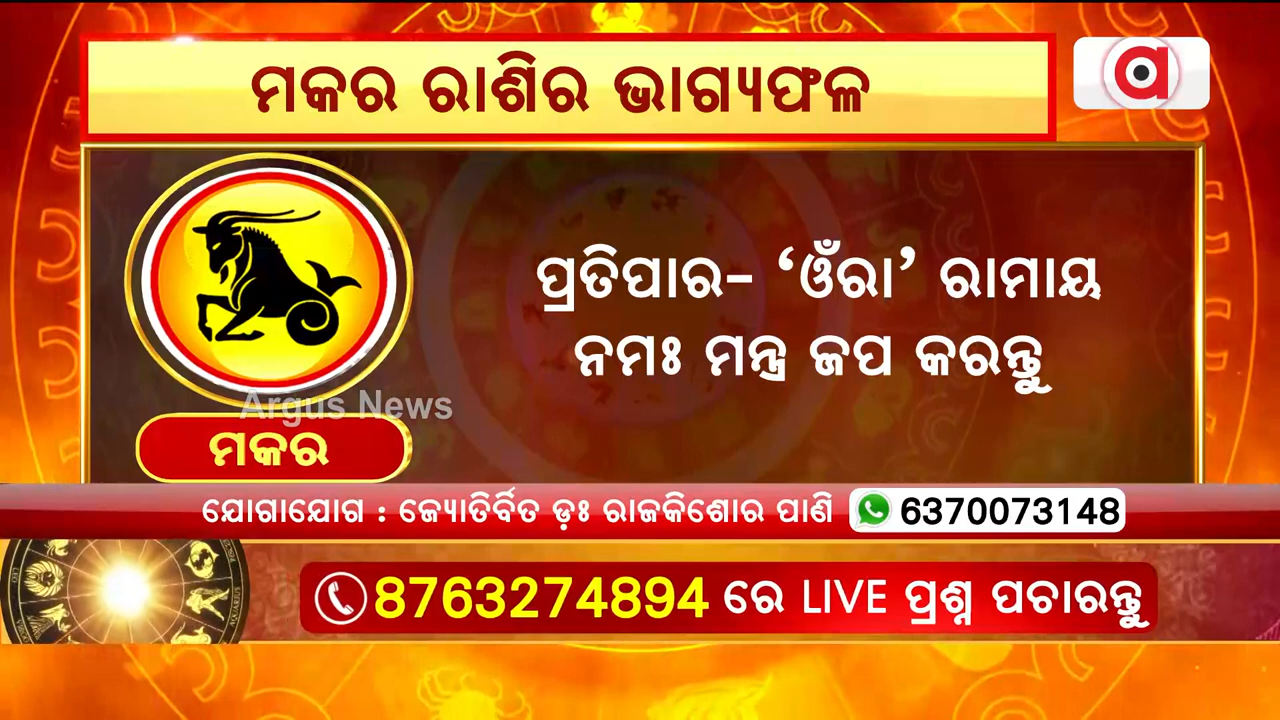 ମକର ରାଶିର ଭାଗ୍ୟଫଳ
a
ପ୍ରତିପାର- ‘ଓଁରା’ ରାମାୟ
ନମଃ ମନ୍ତ୍ର ଜପ କରନ୍ତୁ
Argus News
ମକର
ଯୋଗାଯୋଗ : ଜ୍ୟୋତିର୍ବିତ ଡ଼ଃ ରାଜକିଶୋର ପାଣି 6370073148
8763274894 ରେ LIVE ପ୍ରଶ୍ନ ପଚାରନ୍ତୁ